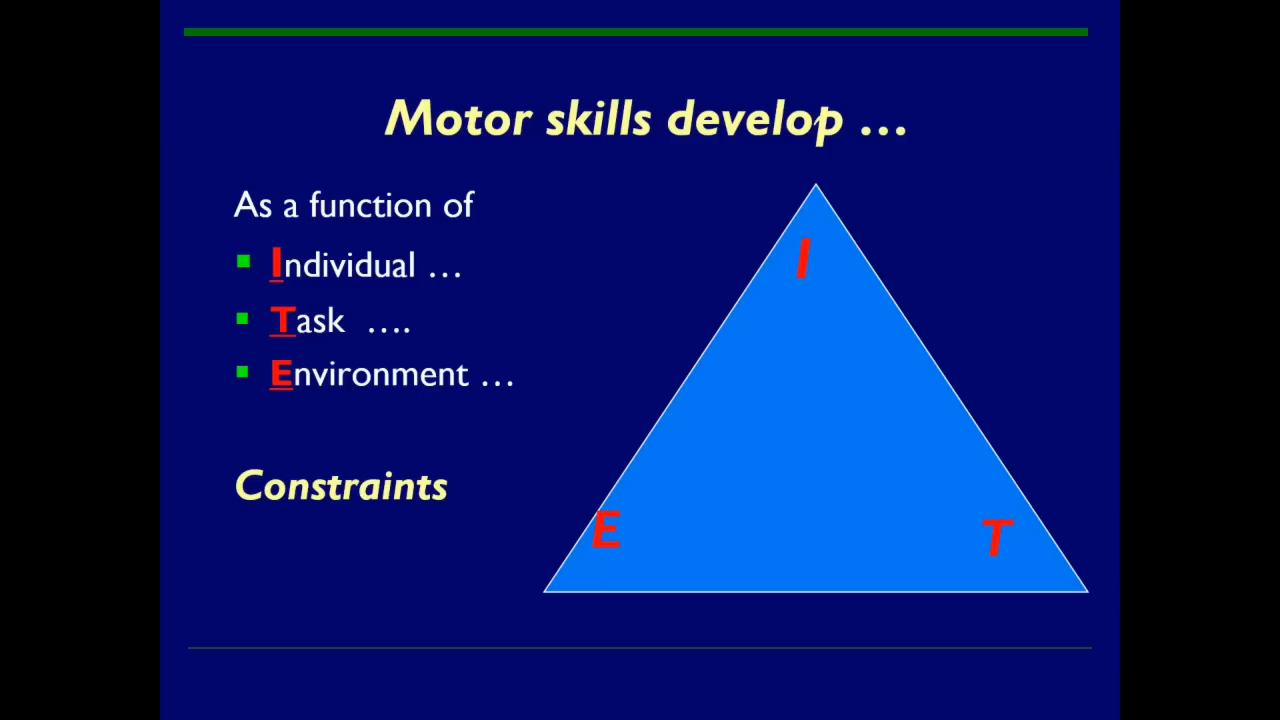 Motor skills develop …
As a function of
Individual …
Task ….
Environment …
Constraints
I
E
T